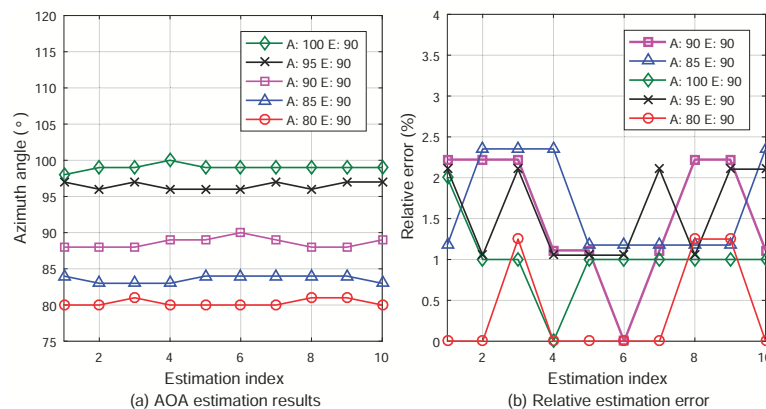 120
115
110
105
100
95
90
85
80
75
Azimuth angle (°)
A: 100 E: 90
A: 95 E: 90
A: 90 E: 90
A: 85 E: 90
A: 80 E: 90
2
4
6
8
10
Estimation index
(a) AOA estimation results
4
3.5
3
2.5
2
1.5
1
0.5
0
Relative error (%)
A: 90 E: 90
A: 85 E: 90
A: 100 E: 90
A: 95 E: 90
A: 80 E: 90
2
4
6
8
10
Estimation index
(b) Relative estimation error